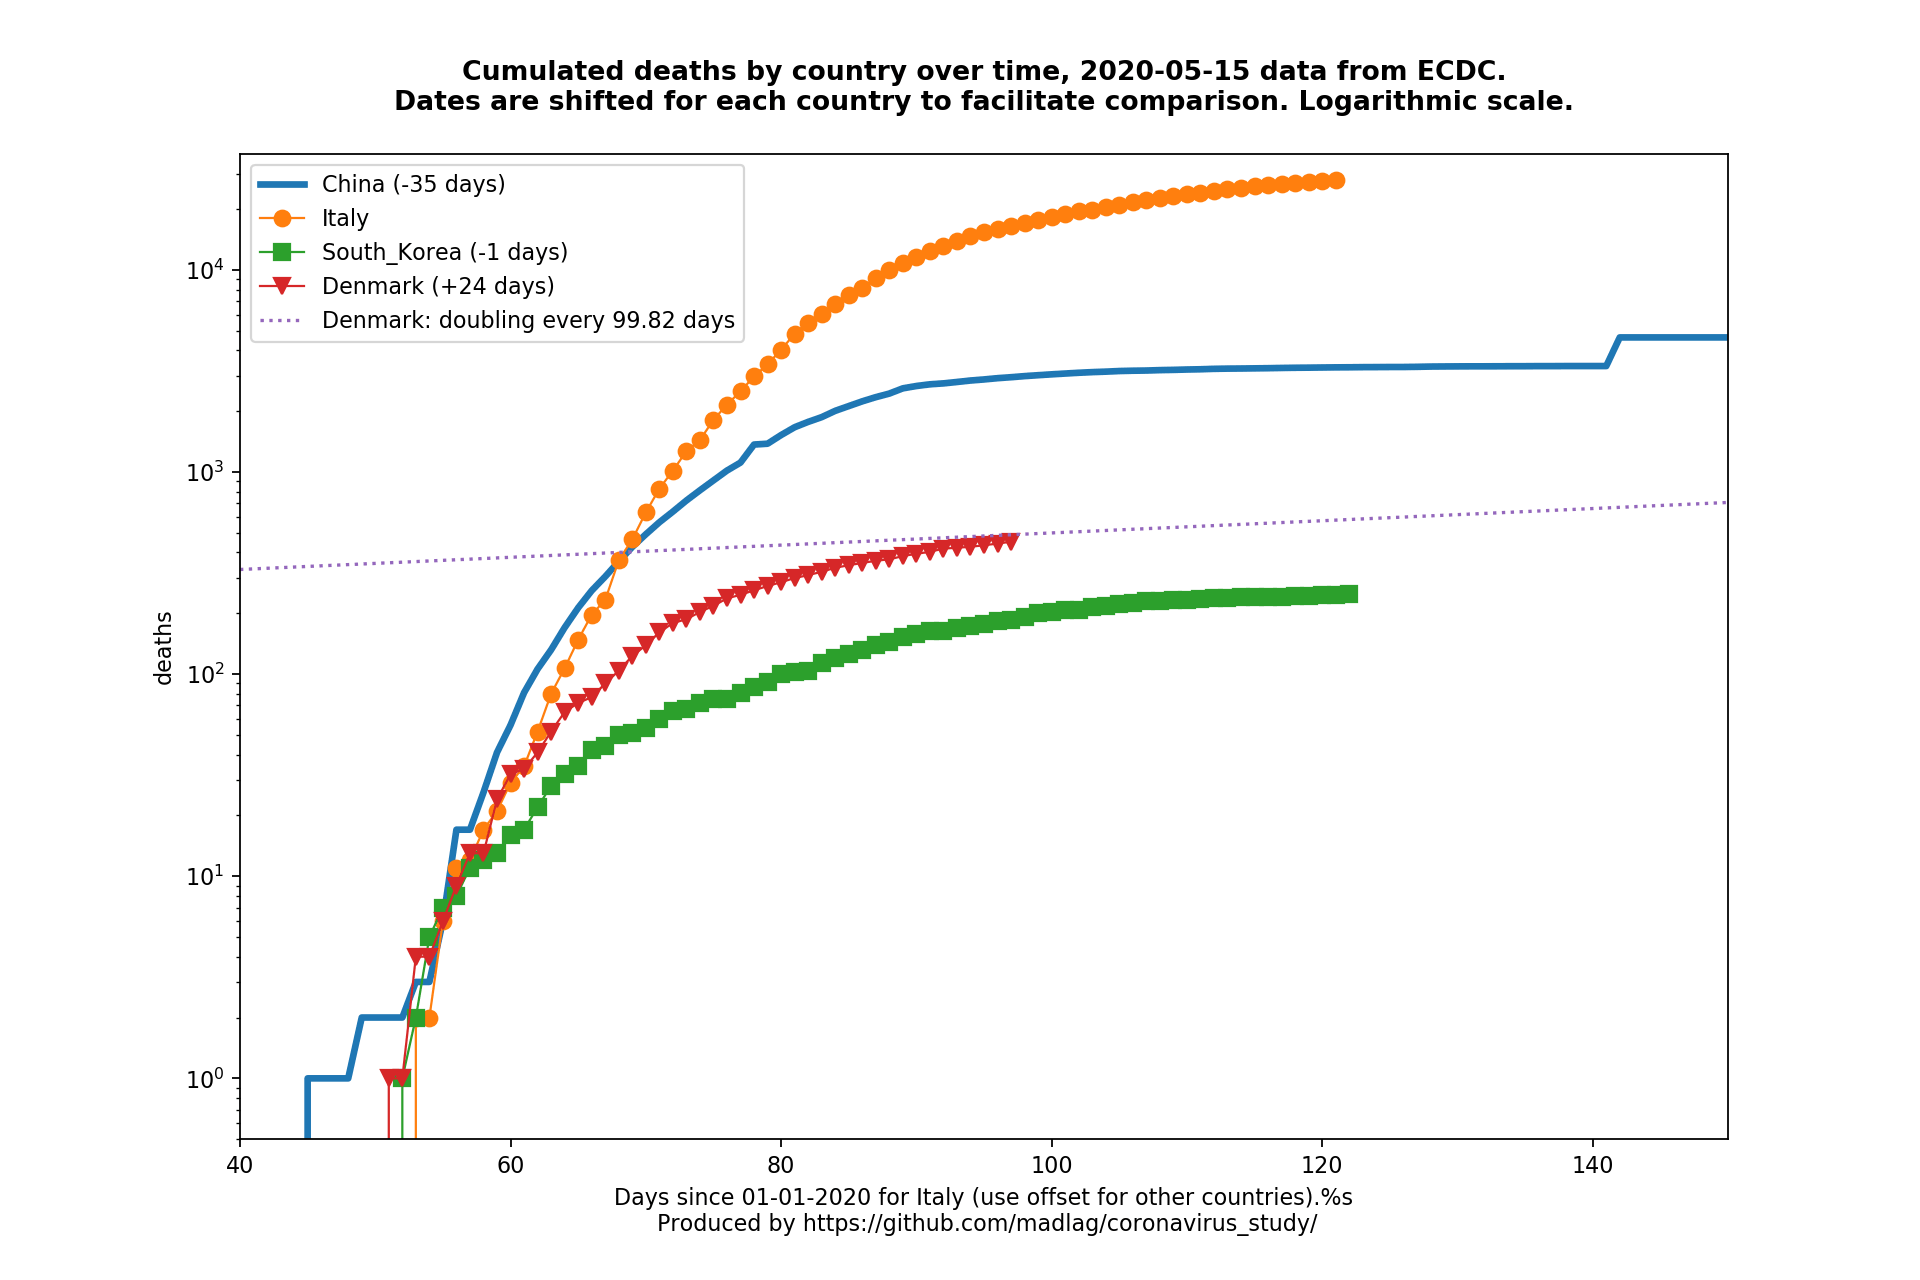 Cumulated deaths by country over time, 2020-05-15 data from ECDC.
Dates are shifted for each country to facilitate comparison. Logarithmic scale.
China (-35 days)
Italy
South_Korea (-1 days)
Denmark (+24 days)
Denmark: doubling every 99.82 days
10⁴
10³
10²
10¹
10⁰
deaths
40 60 80 100 120 140
Days since 01-01-2020 for Italy (use offset for other countries).%s
Produced by https://github.com/madlag/coronavirus_study/